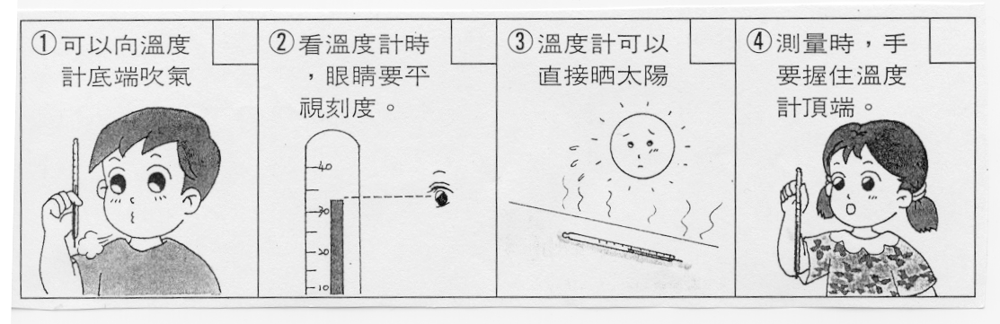 ①可以向溫度
計底端吹氣
②看溫度計時
，眼睛要平
視刻度。
40
30
20
10
③溫度計可以
直接晒太陽
④測量時，手
要握住溫度
計頂端。